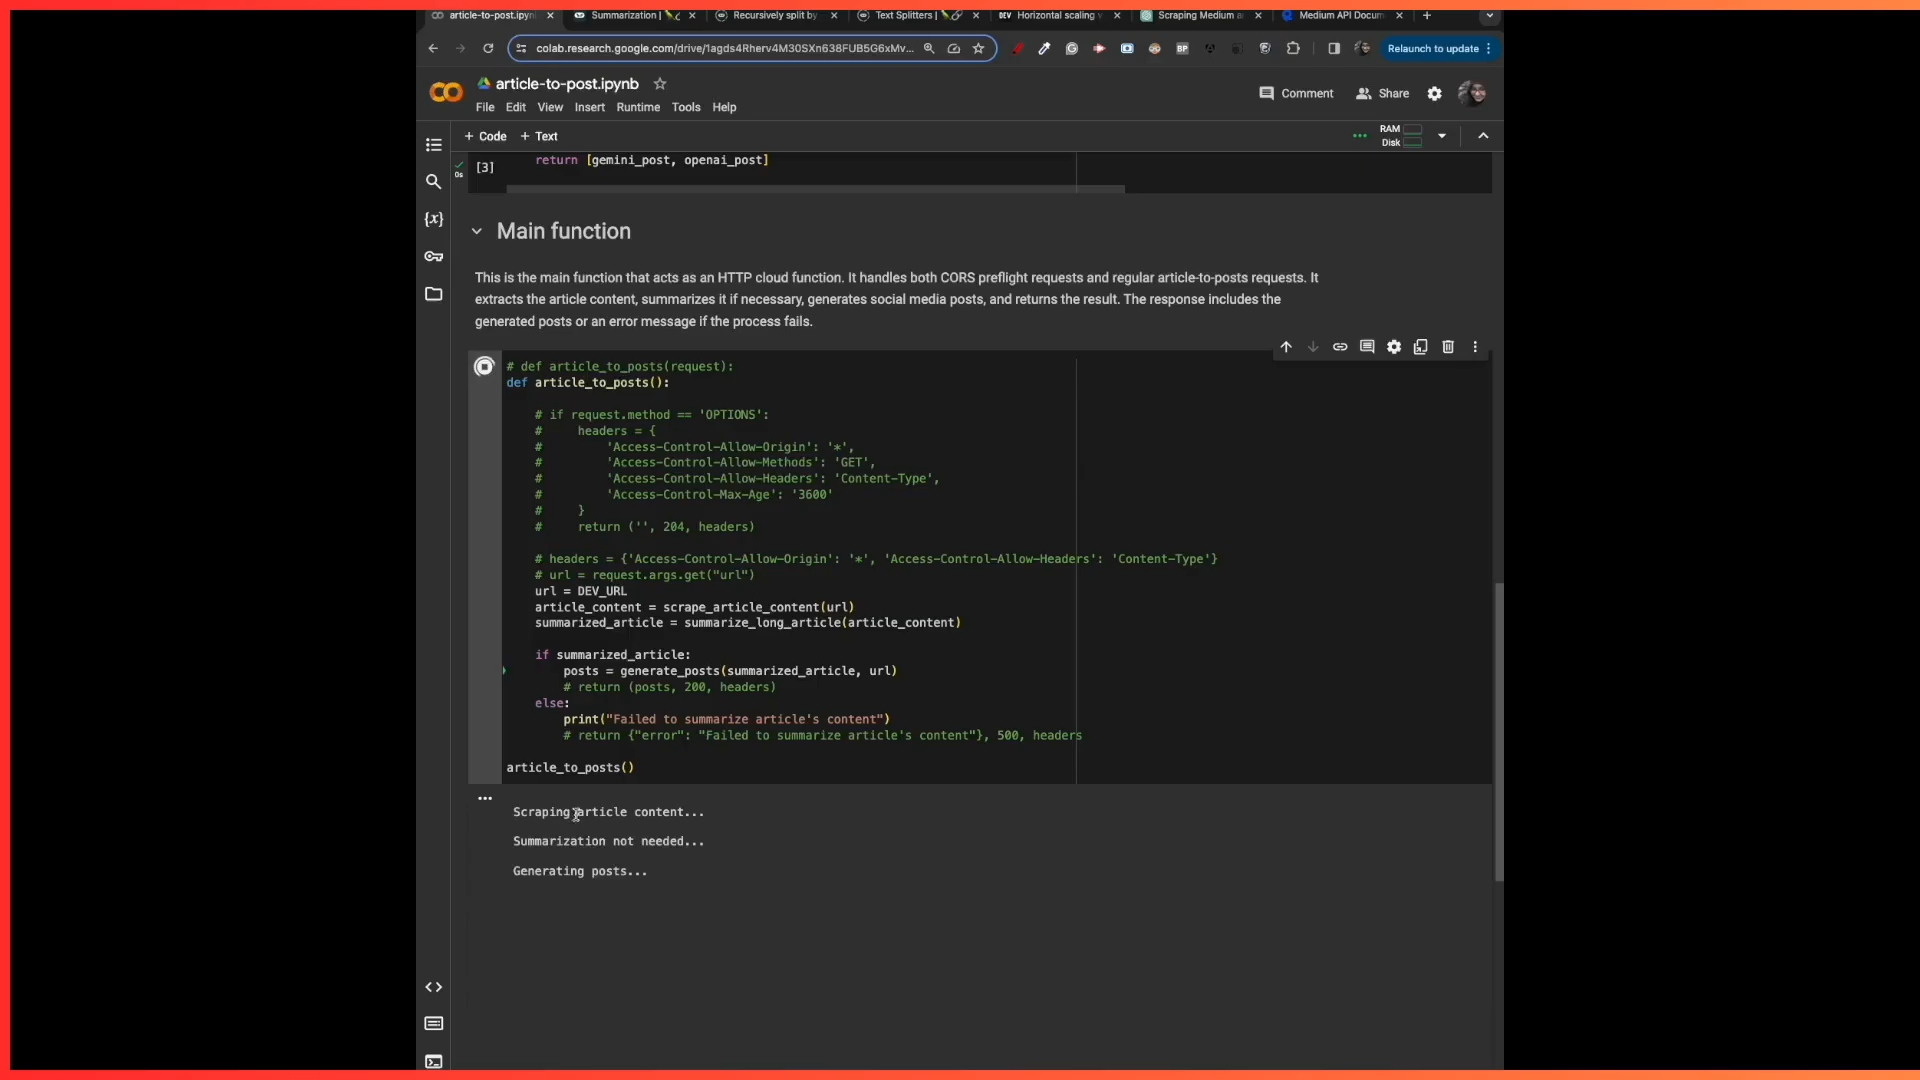 article-to-post.ipynb
Summarization |
Recursively split by
Text Splitters |
DEV Horizontal scaling
Scraping Medium
Medium API Docum
colab.research.google.com/drive/1agds4Rherv4M30SXn638FUB5G6xMv...
BP
Relaunch to update
CO
article-to-post.ipynb
File Edit View Insert Runtime Tools Help
Comment
Share
+ Code + Text
RAM
Disk
0s
[3]
return [gemini_post, openai_post]
{x}
Main function
This is the main function that acts as an HTTP cloud function. It handles both CORS preflight requests and regular article-to-posts requests. It
extracts the article content, summarizes it if necessary, generates social media posts, and returns the result. The response includes the
generated posts or an error message if the process fails.
# def article_to_posts(request):
def article_to_posts():
# if request.method == 'OPTIONS':
# headers = {
# 'Access-Control-Allow-Origin': '*',
# 'Access-Control-Allow-Methods': 'GET',
# 'Access-Control-Allow-Headers': 'Content-Type',
# 'Access-Control-Max-Age': '3600'
# }
# return ('', 204, headers)
# headers = {'Access-Control-Allow-Origin': '*', 'Access-Control-Allow-Headers': 'Content-Type'}
# url = request.args.get("url")
url = DEV_URL
article_content = scrape_article_content(url)
summarized_article = summarize_long_article(article_content)
if summarized_article:
posts = generate_posts(summarized_article, url)
# return (posts, 200, headers)
else:
print("Failed to summarize article's content")
# return {"error": "Failed to summarize article's content"}, 500, headers
article_to_posts()
Scraping article content...
Summarization not needed...
Generating posts...